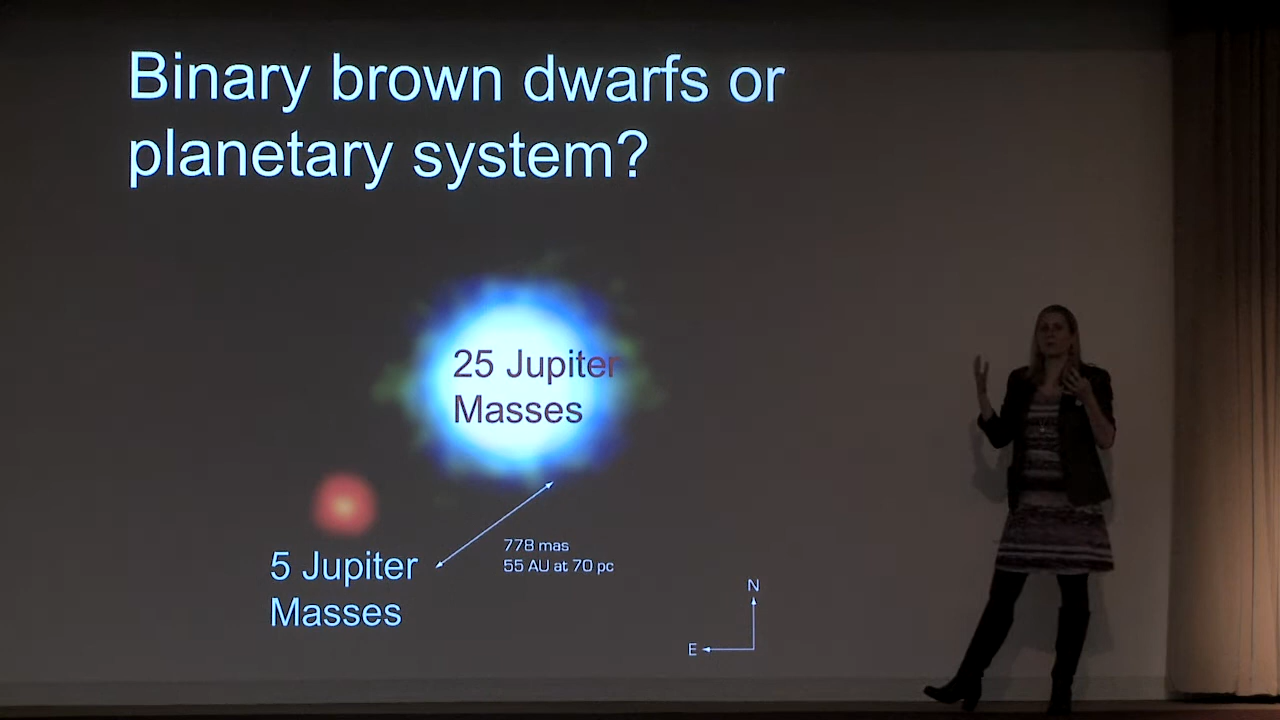 Binary brown dwarfs or
planetary system?
25 Jupiter
Masses
5 Jupiter
Masses
778 mas
55 AU at 70 pc
N
E